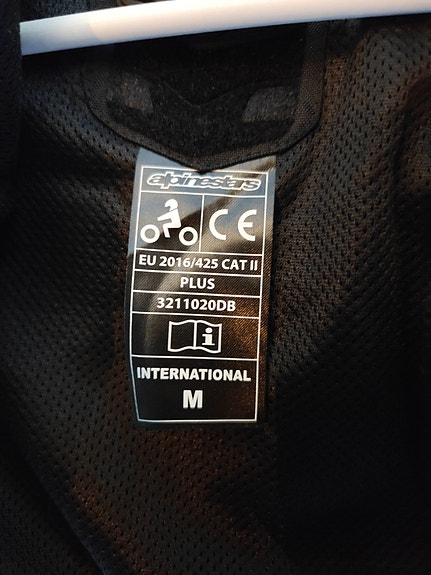 alpinestars
CE
EU 2016/425 CAT II
PLUS
3211020DB
i
INTERNATIONAL
M